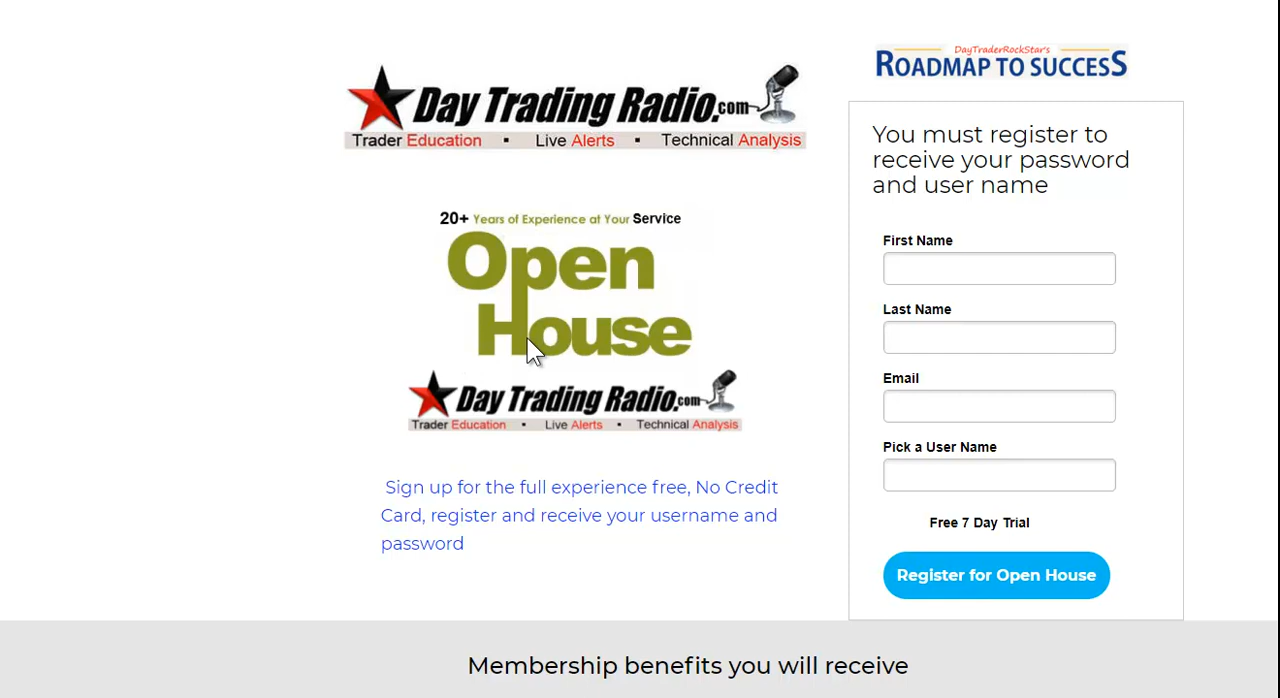 Day Trading Radio.com
Trader Education ▪ Live Alerts ▪ Technical Analysis
20+ Years of Experience at Your Service
Open
House
Day Trading Radio.com
Trader Education ▪ Live Alerts ▪ Technical Analysis
Sign up for the full experience free, No Credit
Card, register and receive your username and
password
DayTraderRockStar's
ROADMAP TO SUCCESS
You must register to
receive your password
and user name
First Name
Last Name
Email
Pick a User Name
Free 7 Day Trial
Register for Open House
Membership benefits you will receive